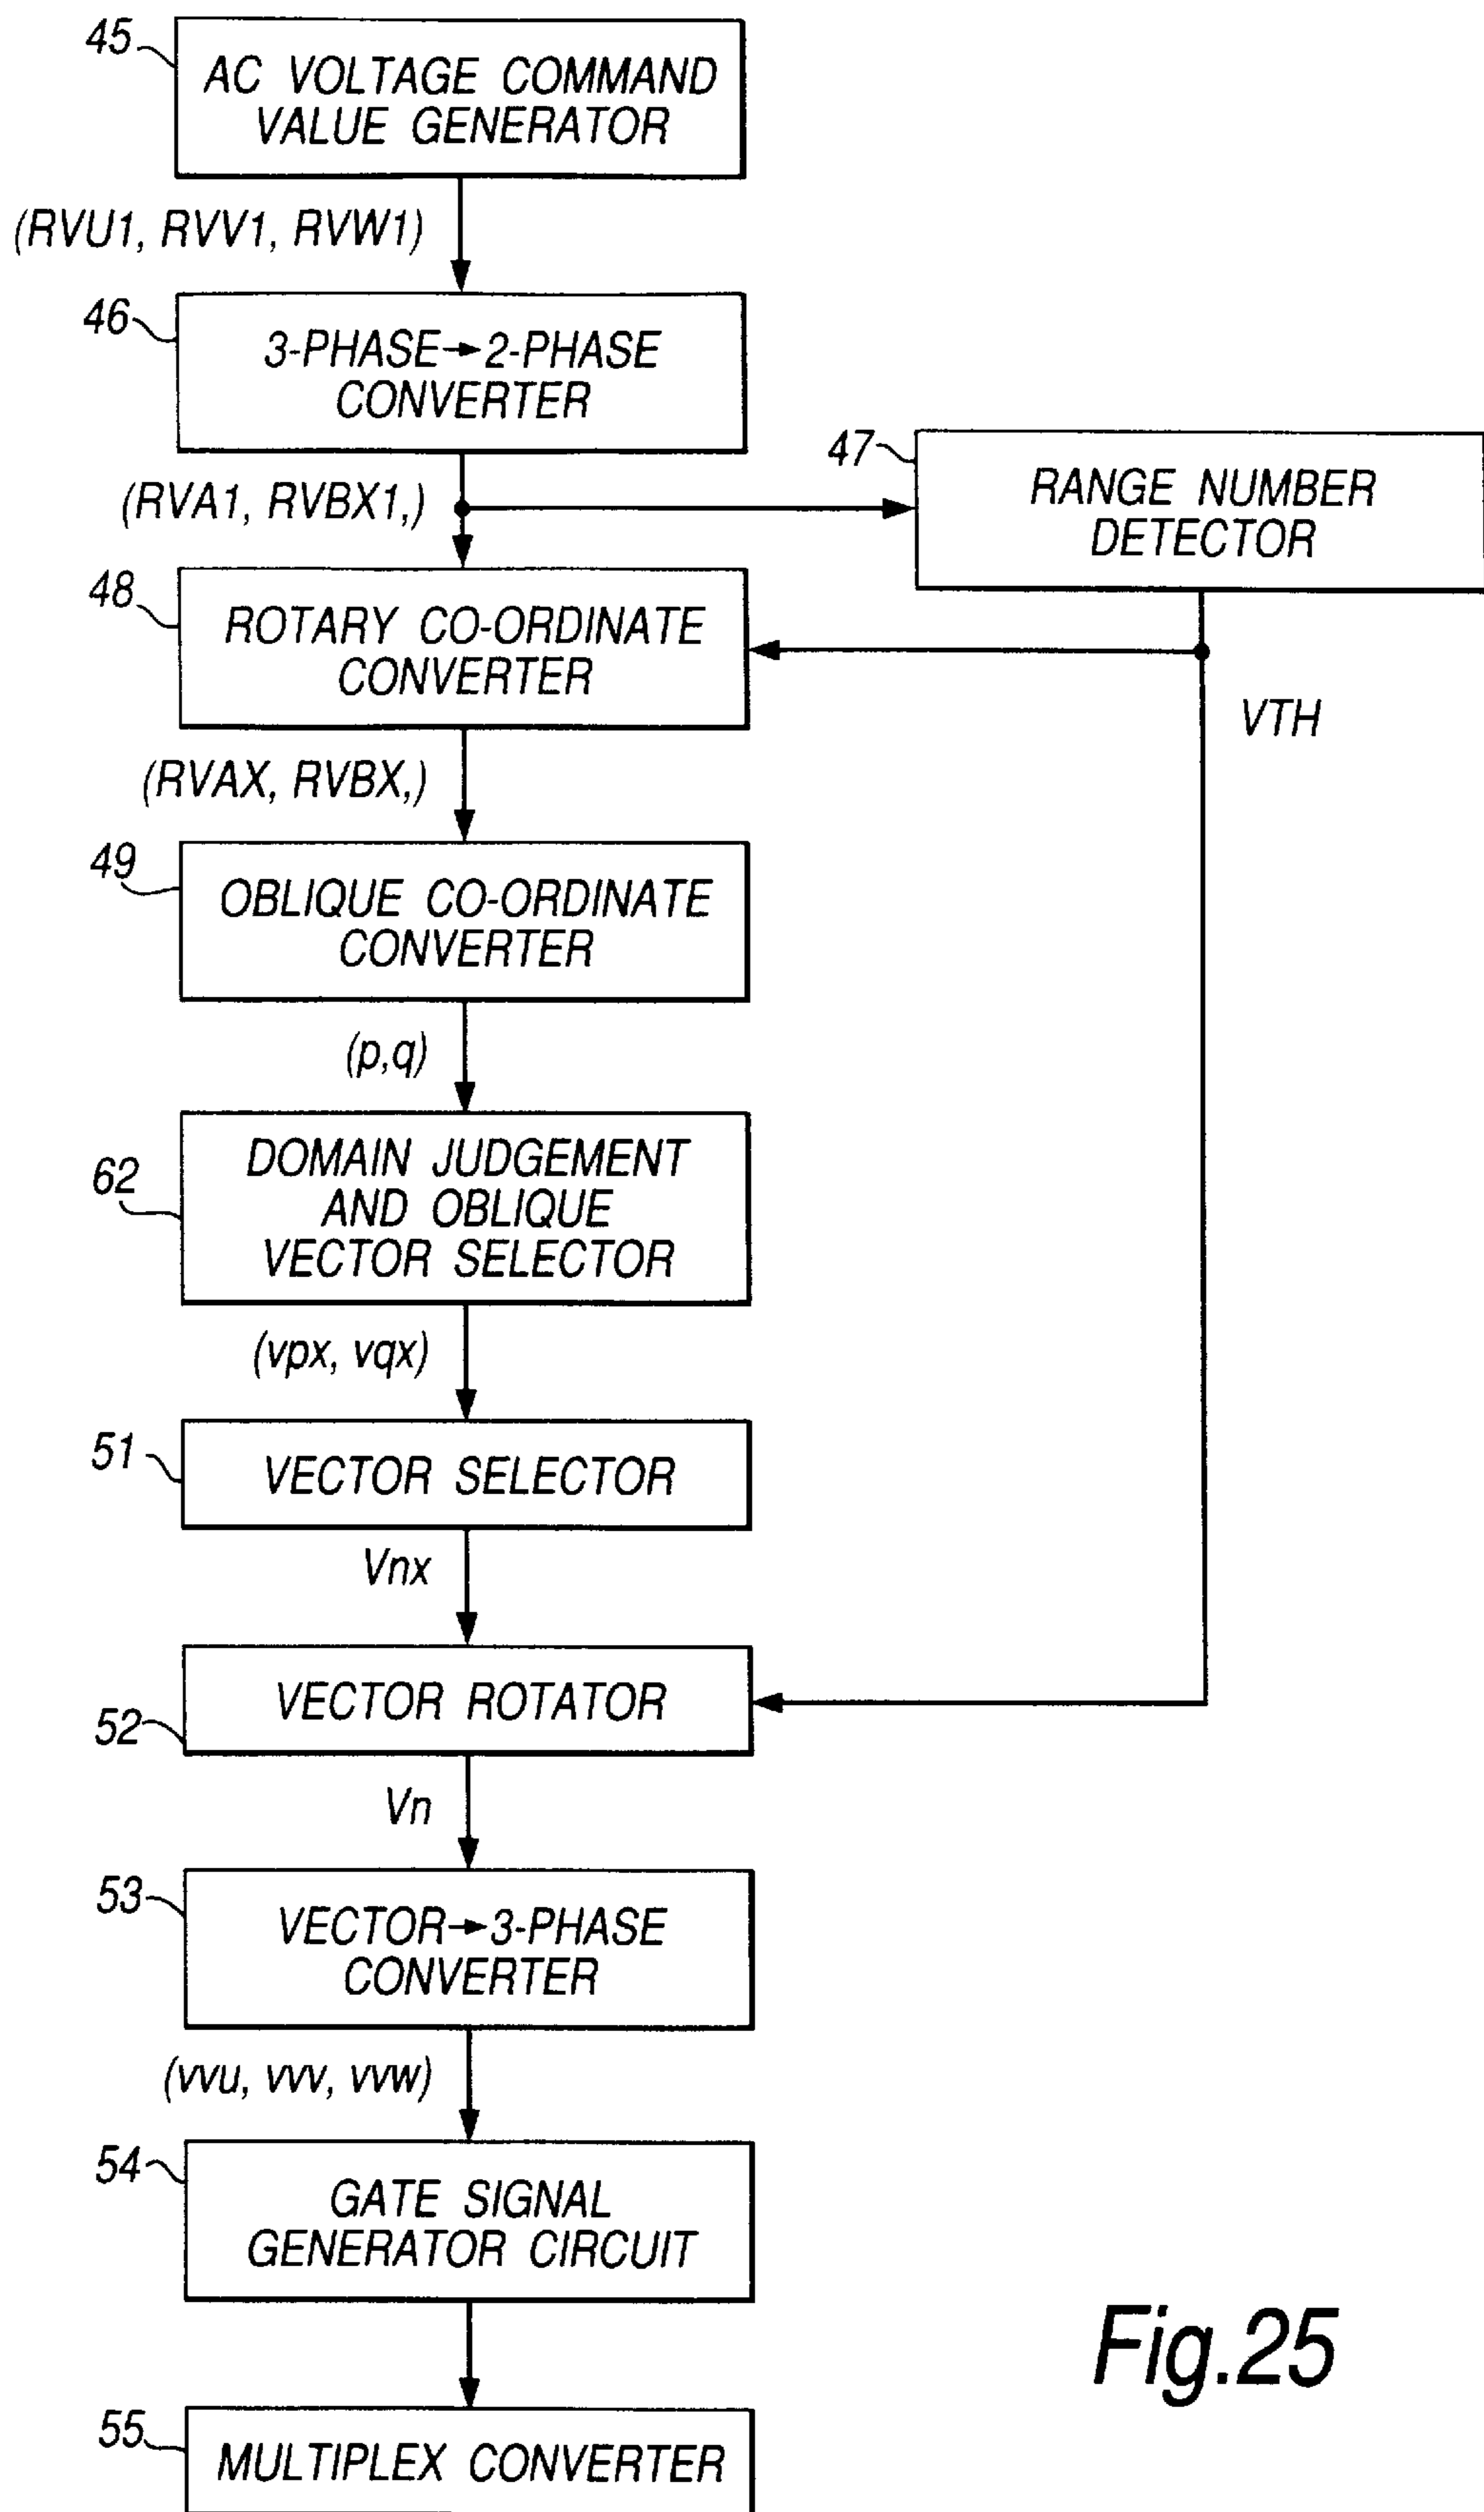 45
AC VOLTAGE COMMAND
VALUE GENERATOR
(RVU1, RVV1, RVW1)
46
3-PHASE→2-PHASE
CONVERTER
(RVA1, RVBX1,)
47
RANGE NUMBER
DETECTOR
48
ROTARY CO-ORDINATE
CONVERTER
VTH
(RVAX, RVBX,)
49
OBLIQUE CO-ORDINATE
CONVERTER
(p,q)
62
DOMAIN JUDGEMENT
AND OBLIQUE
VECTOR SELECTOR
(vpx, vqx)
51
VECTOR SELECTOR
Vnx
52
VECTOR ROTATOR
Vn
53
VECTOR→3-PHASE
CONVERTER
(vvu, vvv, vvw)
54
GATE SIGNAL
GENERATOR CIRCUIT
55
MULTIPLEX CONVERTER
Fig.25